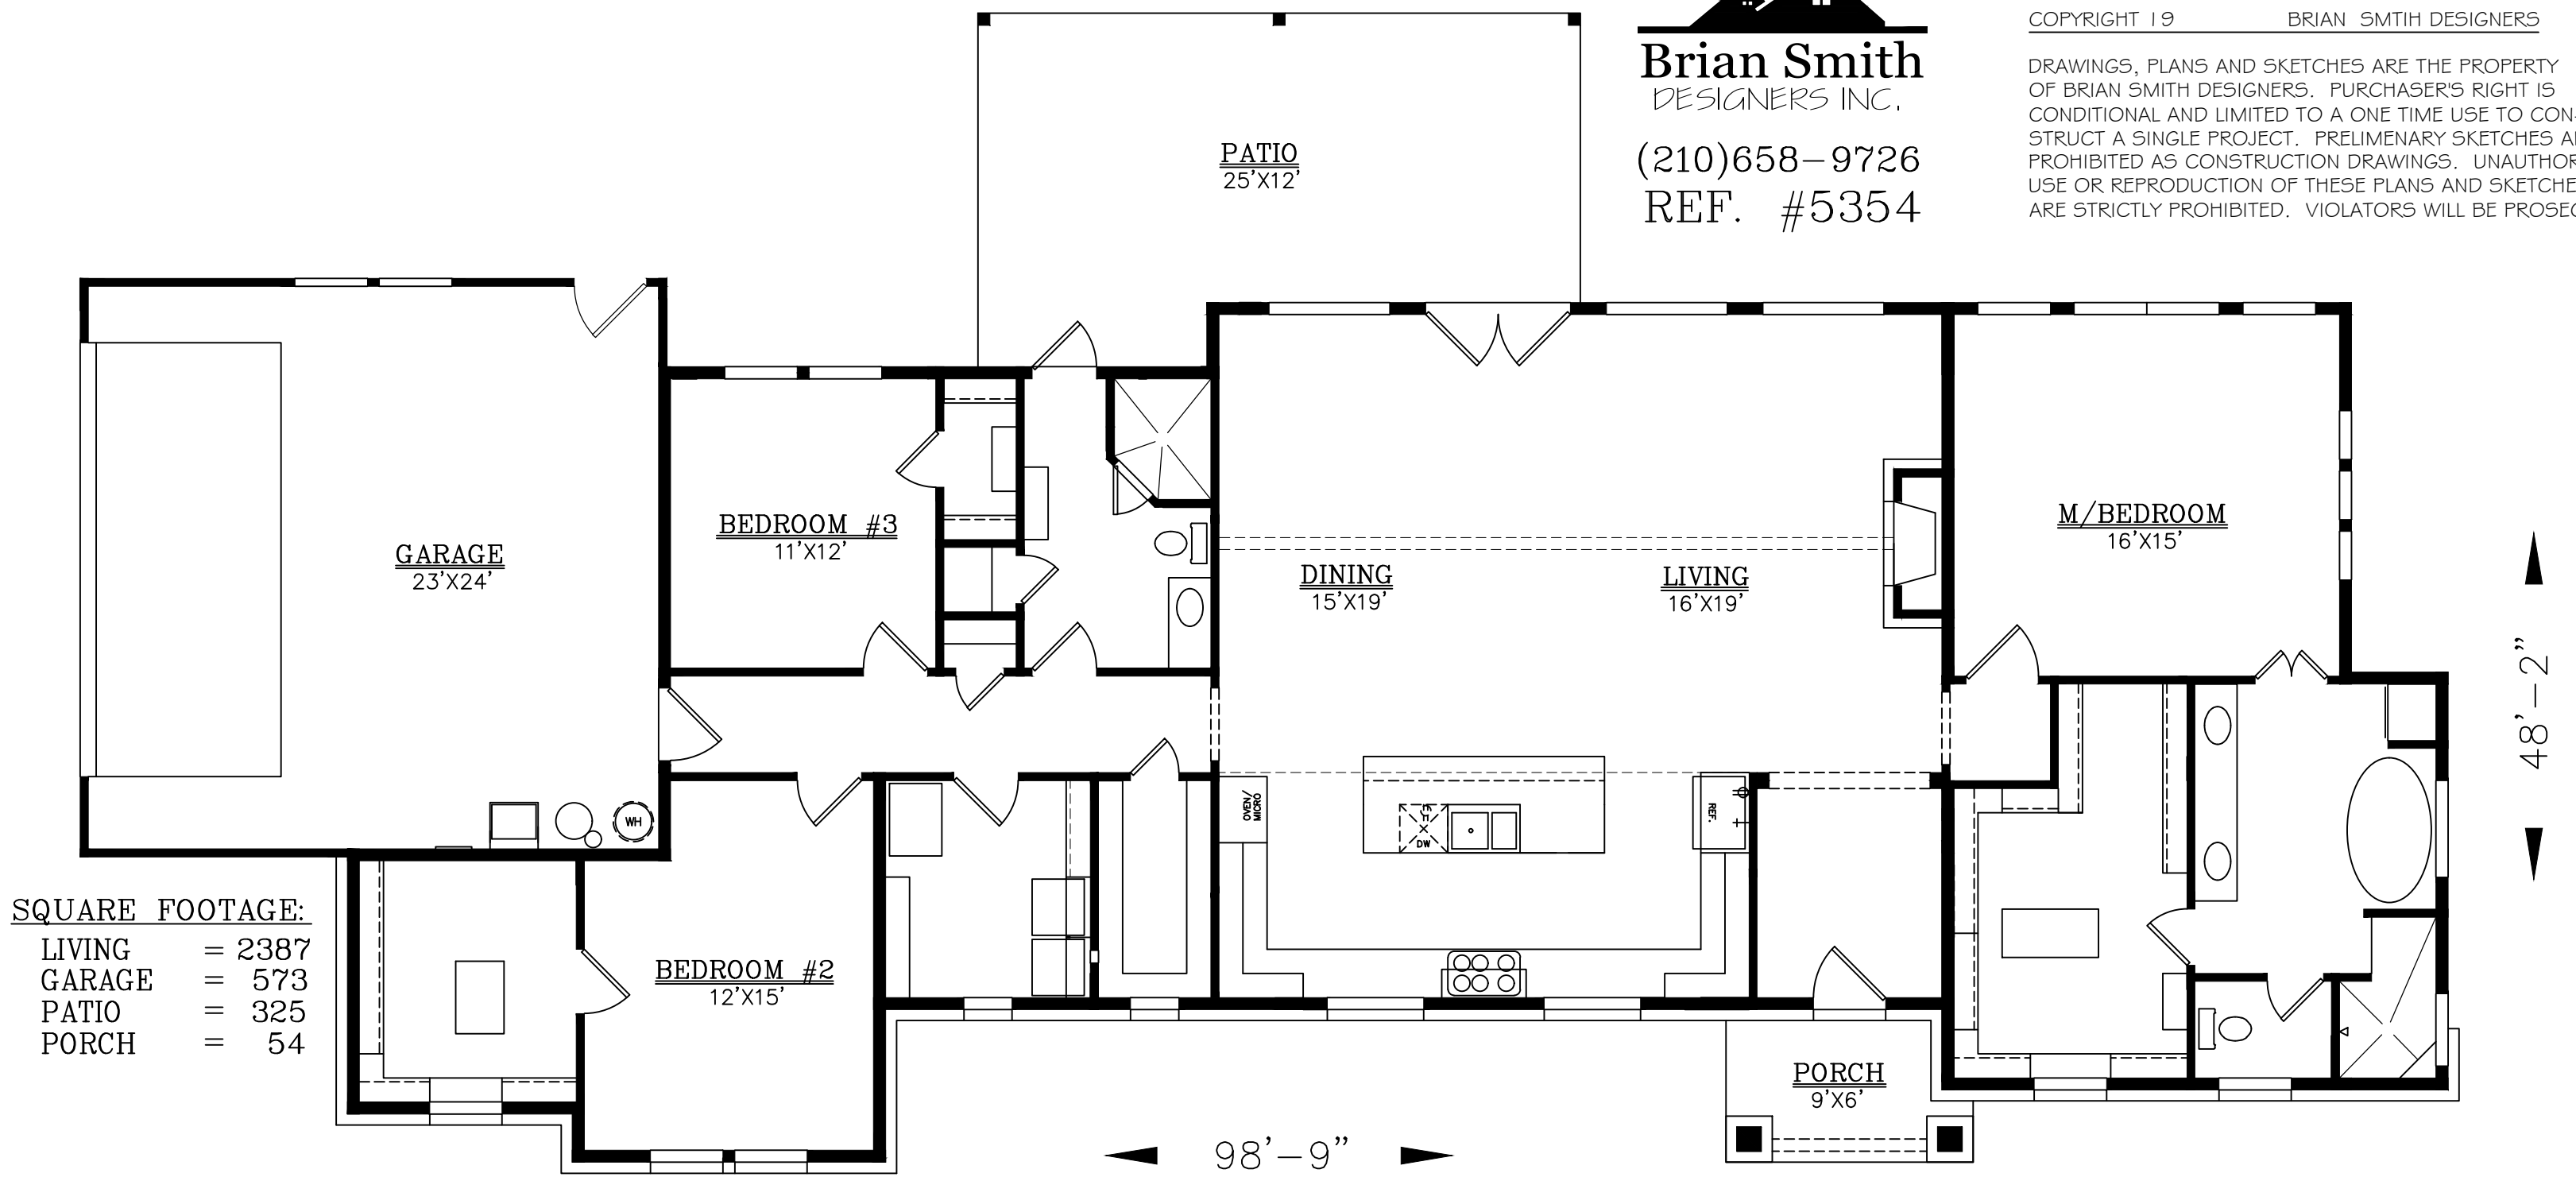 Brian Smith
DESIGNERS INC.
(210)658-9726
REF. #5354
COPYRIGHT 19 BRIAN SMTIH DESIGNERS
DRAWINGS, PLANS AND SKETCHES ARE THE PROPERTY
OF BRIAN SMITH DESIGNERS. PURCHASER'S RIGHT IS
CONDITIONAL AND LIMITED TO A ONE TIME USE TO CON-
STRUCT A SINGLE PROJECT. PRELIMENARY SKETCHES A
PROHIBITED AS CONSTRUCTION DRAWINGS. UNAUTHOR
USE OR REPRODUCTION OF THESE PLANS AND SKETCHE
ARE STRICTLY PROHIBITED. VIOLATORS WILL BE PROSEC
PATIO
25'X12'
GARAGE
23'X24'
BEDROOM #3
11'X12'
DINING
15'X19'
LIVING
16'X19'
M/BEDROOM
16'X15'
48'-2"
WH
OVEN/
MICRO
DW
REF.
BEDROOM #2
12'X15'
PORCH
9'X6'
98'-9"
SQUARE FOOTAGE:
LIVING = 2387
GARAGE = 573
PATIO = 325
PORCH = 54